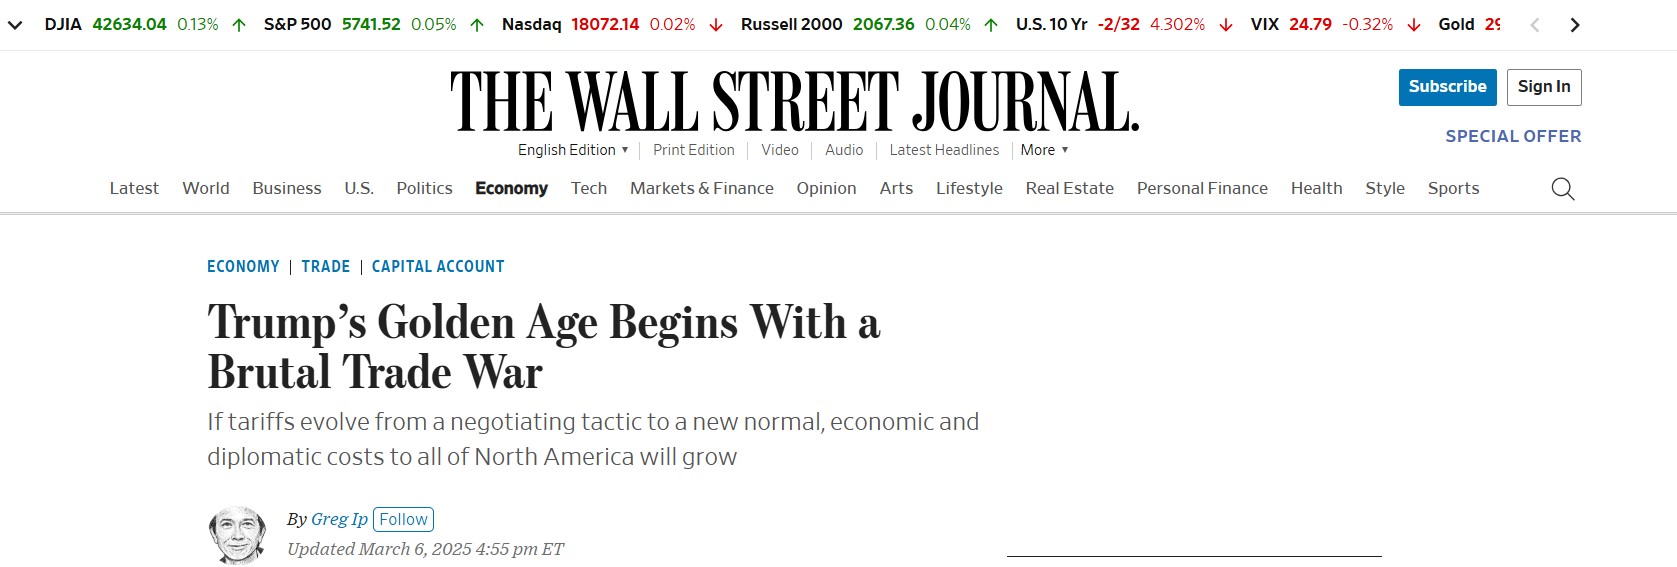 DJIA 42634.04 0.13% S&P 500 5741.52 0.05% Nasdaq 18072.14 0.02% Russell 2000 2067.36 0.04% U.S. 10 Yr -2/32 4.302% VIX 24.79 -0.32% Gold
THE WALL STREET JOURNAL.
Subscribe Sign In
SPECIAL OFFER
English Edition Print Edition Video Audio Latest Headlines More
Latest World Business U.S. Politics Economy Tech Markets & Finance Opinion Arts Lifestyle Real Estate Personal Finance Health Style Sports
ECONOMY | TRADE | CAPITAL ACCOUNT
Trump’s Golden Age Begins With a
Brutal Trade War
If tariffs evolve from a negotiating tactic to a new normal, economic and
diplomatic costs to all of North America will grow
By Greg Ip Follow
Updated March 6, 2025 4:55 pm ET